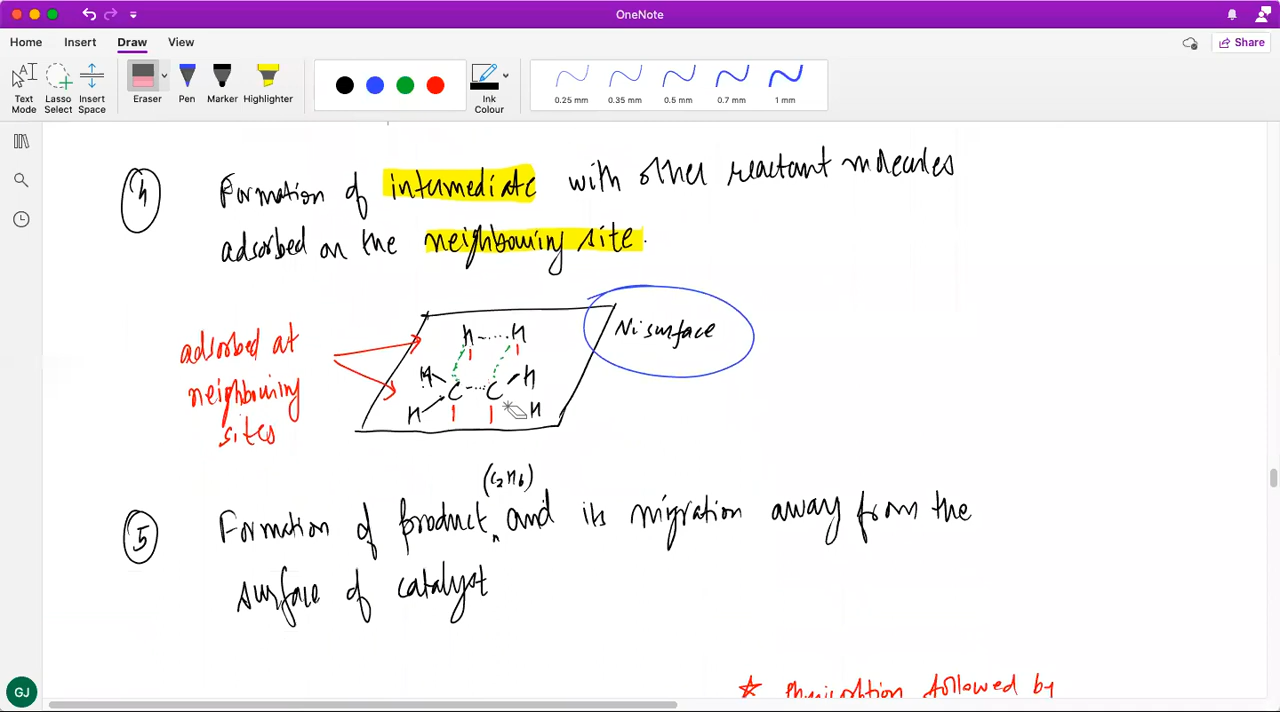 OneNote
Home Insert Draw View
Share
Text Mode
Lasso Select
Insert Space
Eraser
Pen
Marker
Highlighter
Ink Colour
0.25 mm
0.35 mm
0.5 mm
0.7 mm
1 mm
4 Formation of intermediate with other reactant molecules
adsorbed on the neighbouring site.
adsorbed at
neighbouring
sites
Ni surface
H H
H C C H
H H
(C2H6)
5 Formation of product and its migration away from the
surface of catalyst
GJ
followed by